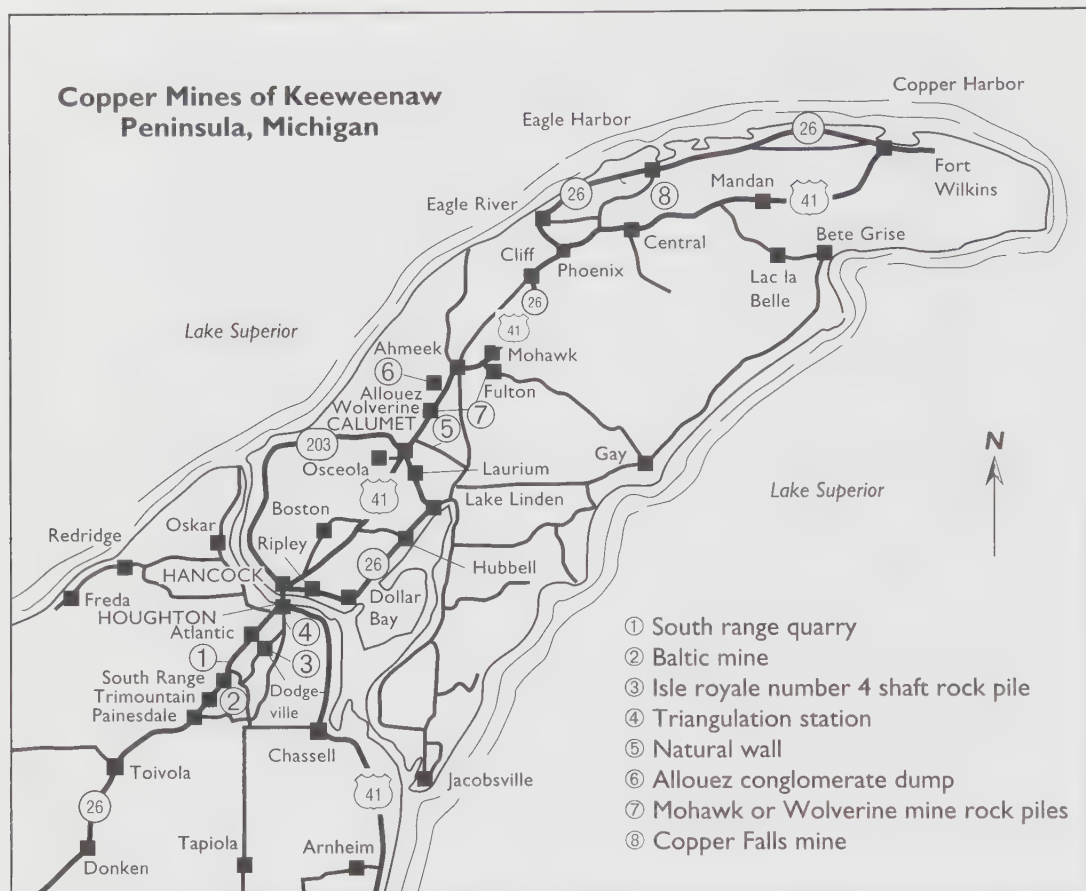 Copper Mines of Keeweenaw
Peninsula, Michigan
Copper Harbor
Eagle Harbor
26
Fort
Wilkins
Mandan
41
26
8
Eagle River
Bete Grise
Central
Cliff
Phoenix
Lac la
Belle
26
41
Lake Superior
Ahmeek
Mohawk
6
Allouez
Fulton
Wolverine
7
CALUMET
5
203
N
Osceola
Gay
Laurium
41
Lake Superior
Lake Linden
Boston
Oskar
Redridge
Ripley
26
Hubbell
HANCOCK
Dollar
Bay
Freda
HOUGHTON
Atlantic
4
1
3
South Range
Dodge-
ville
Trimountain
2
Painesdale
Chassell
Toivola
Jacobsville
41
26
Tapiola
Arnheim
Donken
① South range quarry
② Baltic mine
③ Isle royale number 4 shaft rock pile
④ Triangulation station
⑤ Natural wall
⑥ Allouez conglomerate dump
⑦ Mohawk or Wolverine mine rock piles
⑧ Copper Falls mine